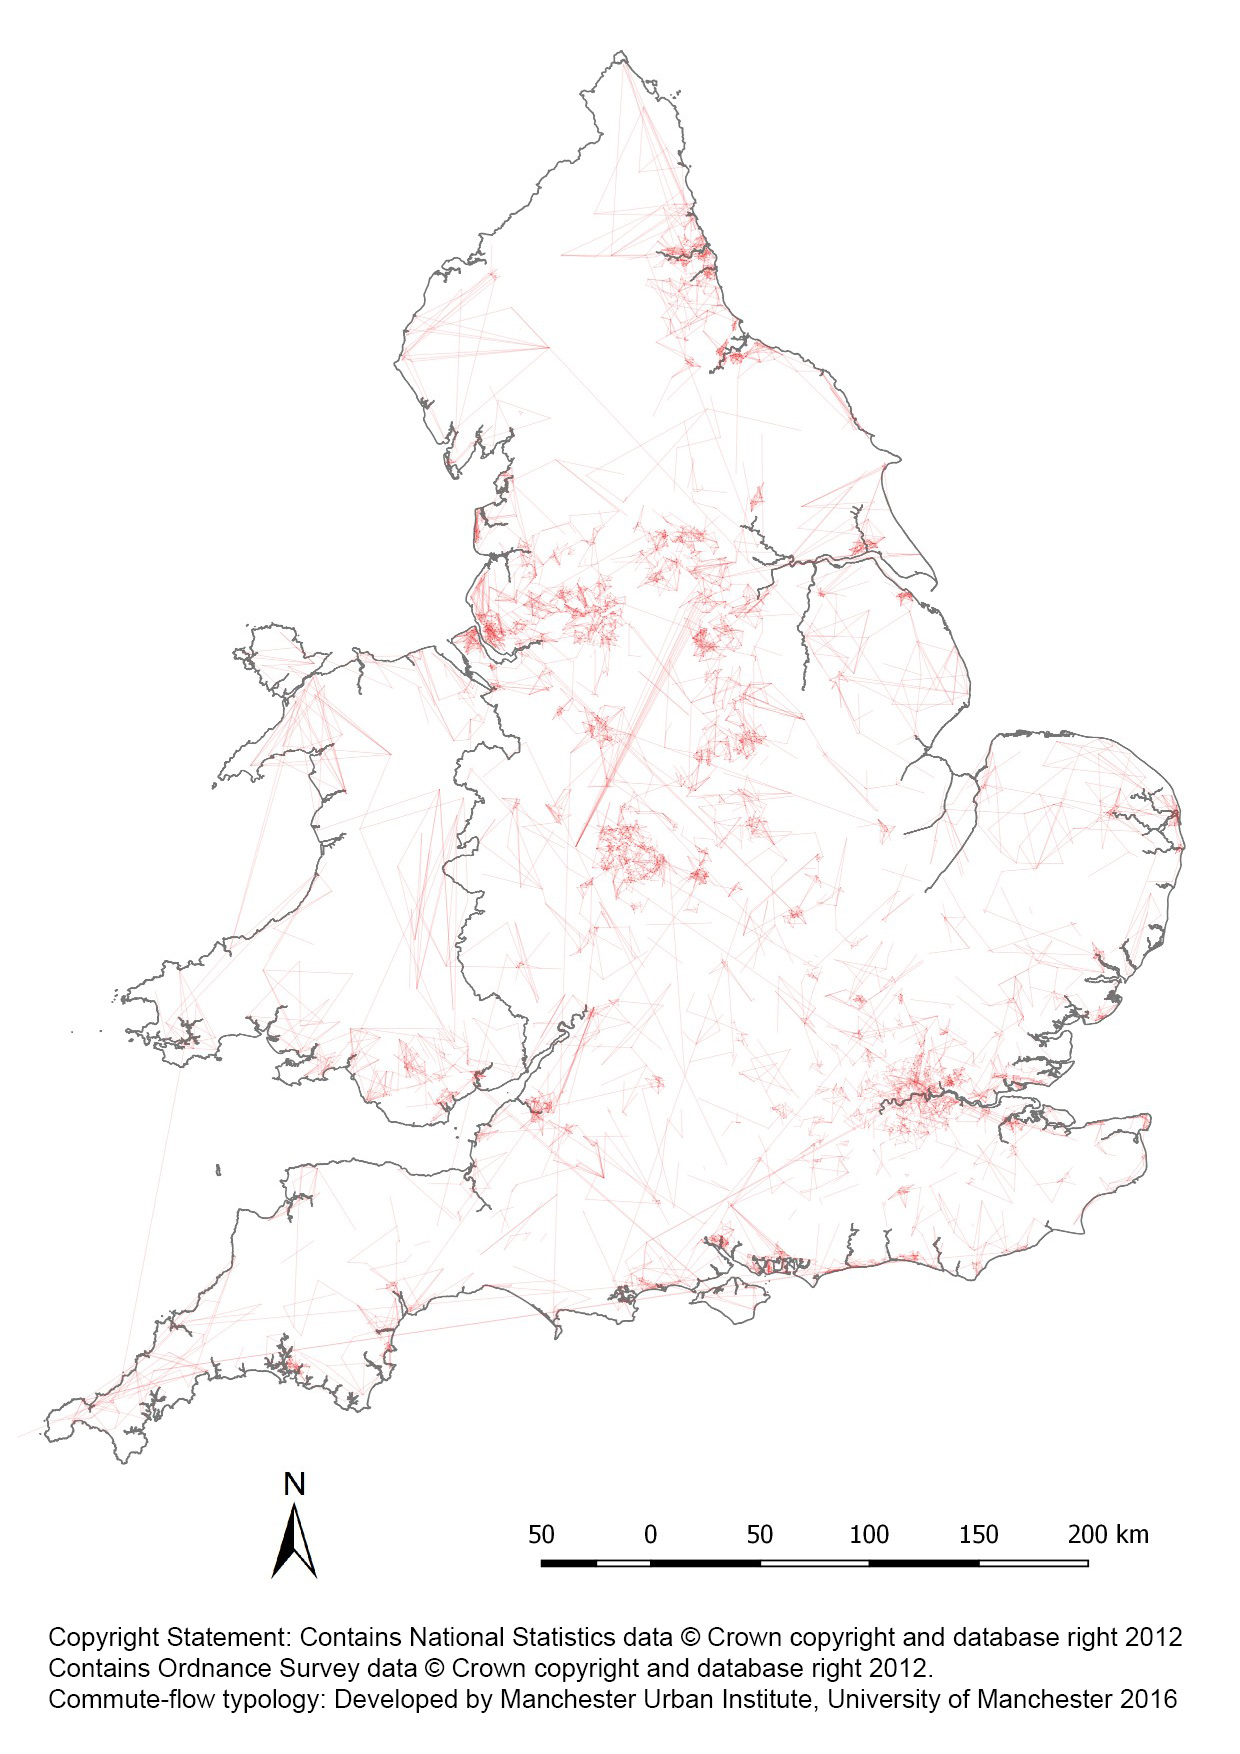 N
50 0 50 100 150 200 km
Copyright Statement: Contains National Statistics data © Crown copyright and database right 2012
Contains Ordnance Survey data © Crown copyright and database right 2012.
Commute-flow typology: Developed by Manchester Urban Institute, University of Manchester 2016